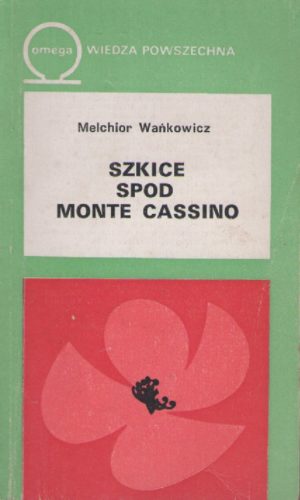 omega WIEDZA POWSZECHNA
Melchior Wańkowicz
SZKICE
SPOD
MONTE CASSINO